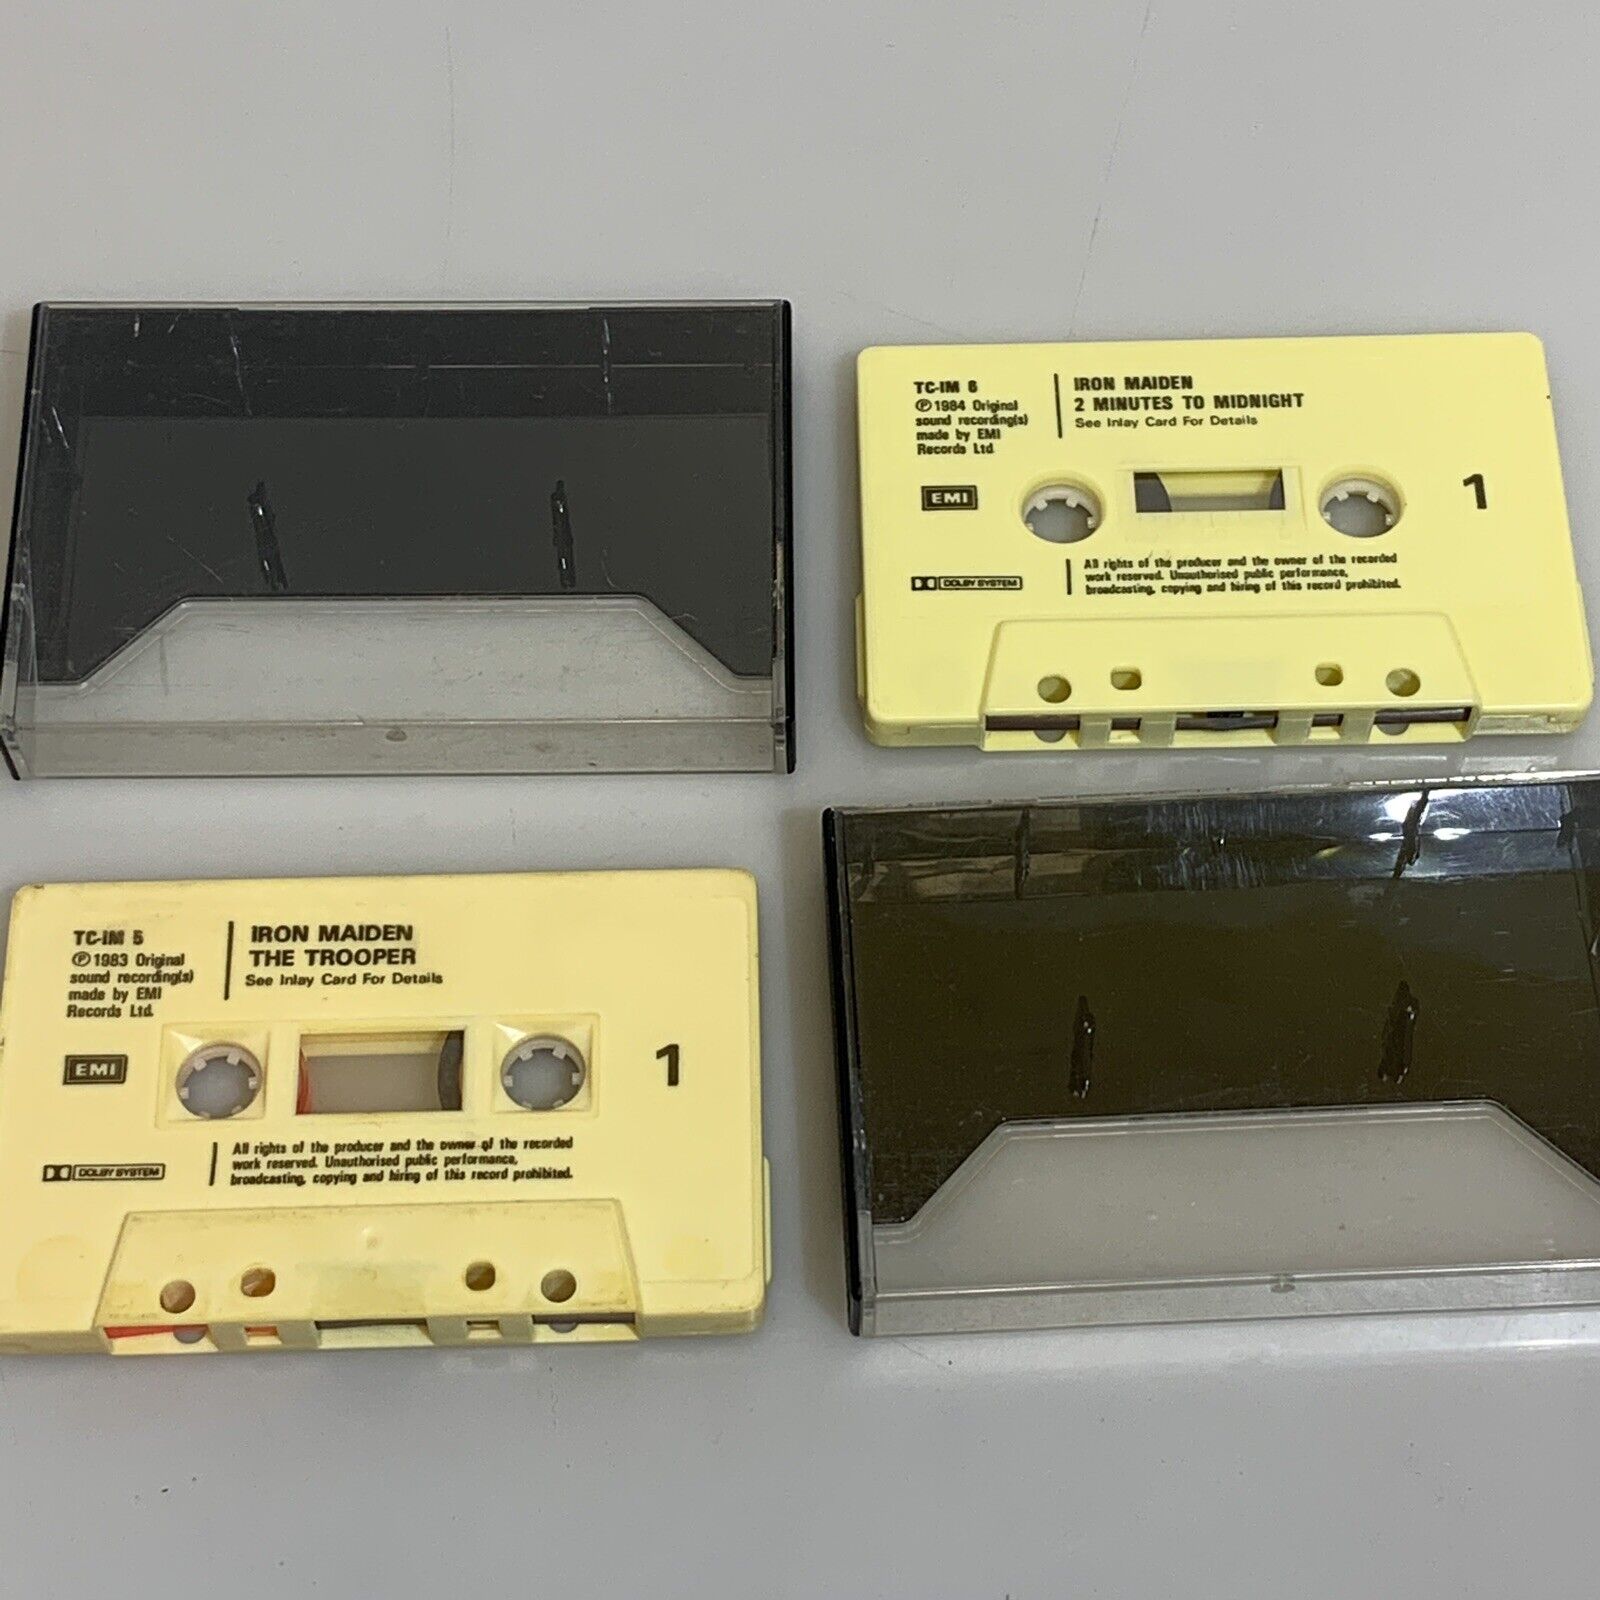 TC-IM 6
℗ 1984 Original
sound recording(s)
made by EMI
Records Ltd
IRON MAIDEN
2 MINUTES TO MIDNIGHT
See Inlay Card For Details
EMI
1
DOLBY SYSTEM
All rights of the producer and the owner of the recorded
work reserved. Unauthorised public performance,
broadcasting, copying and hiring of this record prohibited.
TC-IM 5
℗ 1983 Original
sound recording(s)
made by EMI
Records Ltd.
IRON MAIDEN
THE TROOPER
See Inlay Card For Details
EMI
1
DOLBY SYSTEM
All rights of the producer and the owner of the recorded
work reserved. Unauthorised public performance,
broadcasting, copying and hiring of this record prohibited.